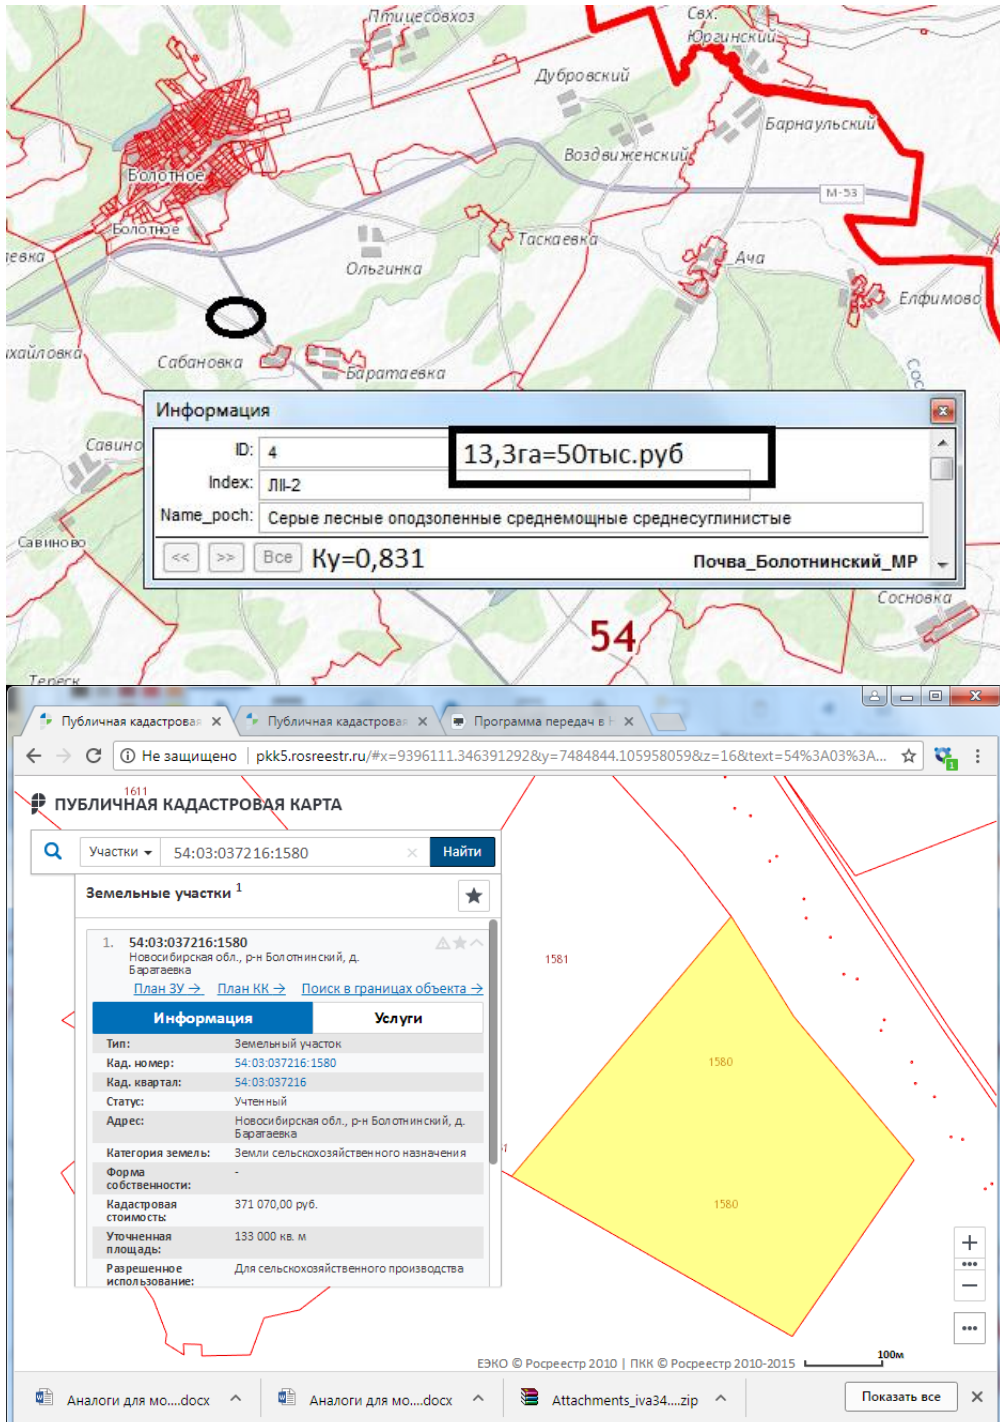 Птицесовхоз
Свх.
Юргинский
Дубровский
Барнаульский
Воздвиженский
Болотное
М-53
Болотное
Таскаевка
Ача
Ольгинка
Елфимово
Сабановка
Баратаевка
Информация
ID: 4
13,3га=50тыс.руб
Index: ЛII-2
Name_poch: Серые лесные оподзоленные среднемощные среднесуглинистые
<< >> Все Ку=0,831 Почва_Болотнинский_МР
Савиново
Сосновка
54
Публичная кадастровая
Публичная кадастровая
Программа передач в Н
Не защищено | pkk5.rosreestr.ru/#x=9396111.346391292&y=7484844.105958059&z=16&text=54%3A03%3A...
1611
ПУБЛИЧНАЯ КАДАСТРОВАЯ КАРТА
Участки 54:03:037216:1580 Найти
Земельные участки 1
1. 54:03:037216:1580
Новосибирская обл., р-н Болотнинский, д.
Баратаевка
План ЗУ → План КК → Поиск в границах объекта →
Информация Услуги
Тип: Земельный участок
Кад. номер: 54:03:037216:1580
Кад. квартал: 54:03:037216
Статус: Учтенный
Адрес: Новосибирская обл., р-н Болотнинский, д.
Баратаевка
Категория земель: Земли сельскохозяйственного назначения
Форма
собственности: -
Кадастровая
стоимость: 371 070,00 руб.
Уточненная
площадь: 133 000 кв. м
Разрешенное
использование: Для сельскохозяйственного производства
1581
1580
1580
ЕЭКО © Росреестр 2010 | ПКК © Росреестр 2010-2015
100м
Аналоги для мо....docx
Аналоги для мо....docx
Attachments_iva34....zip
Показать все